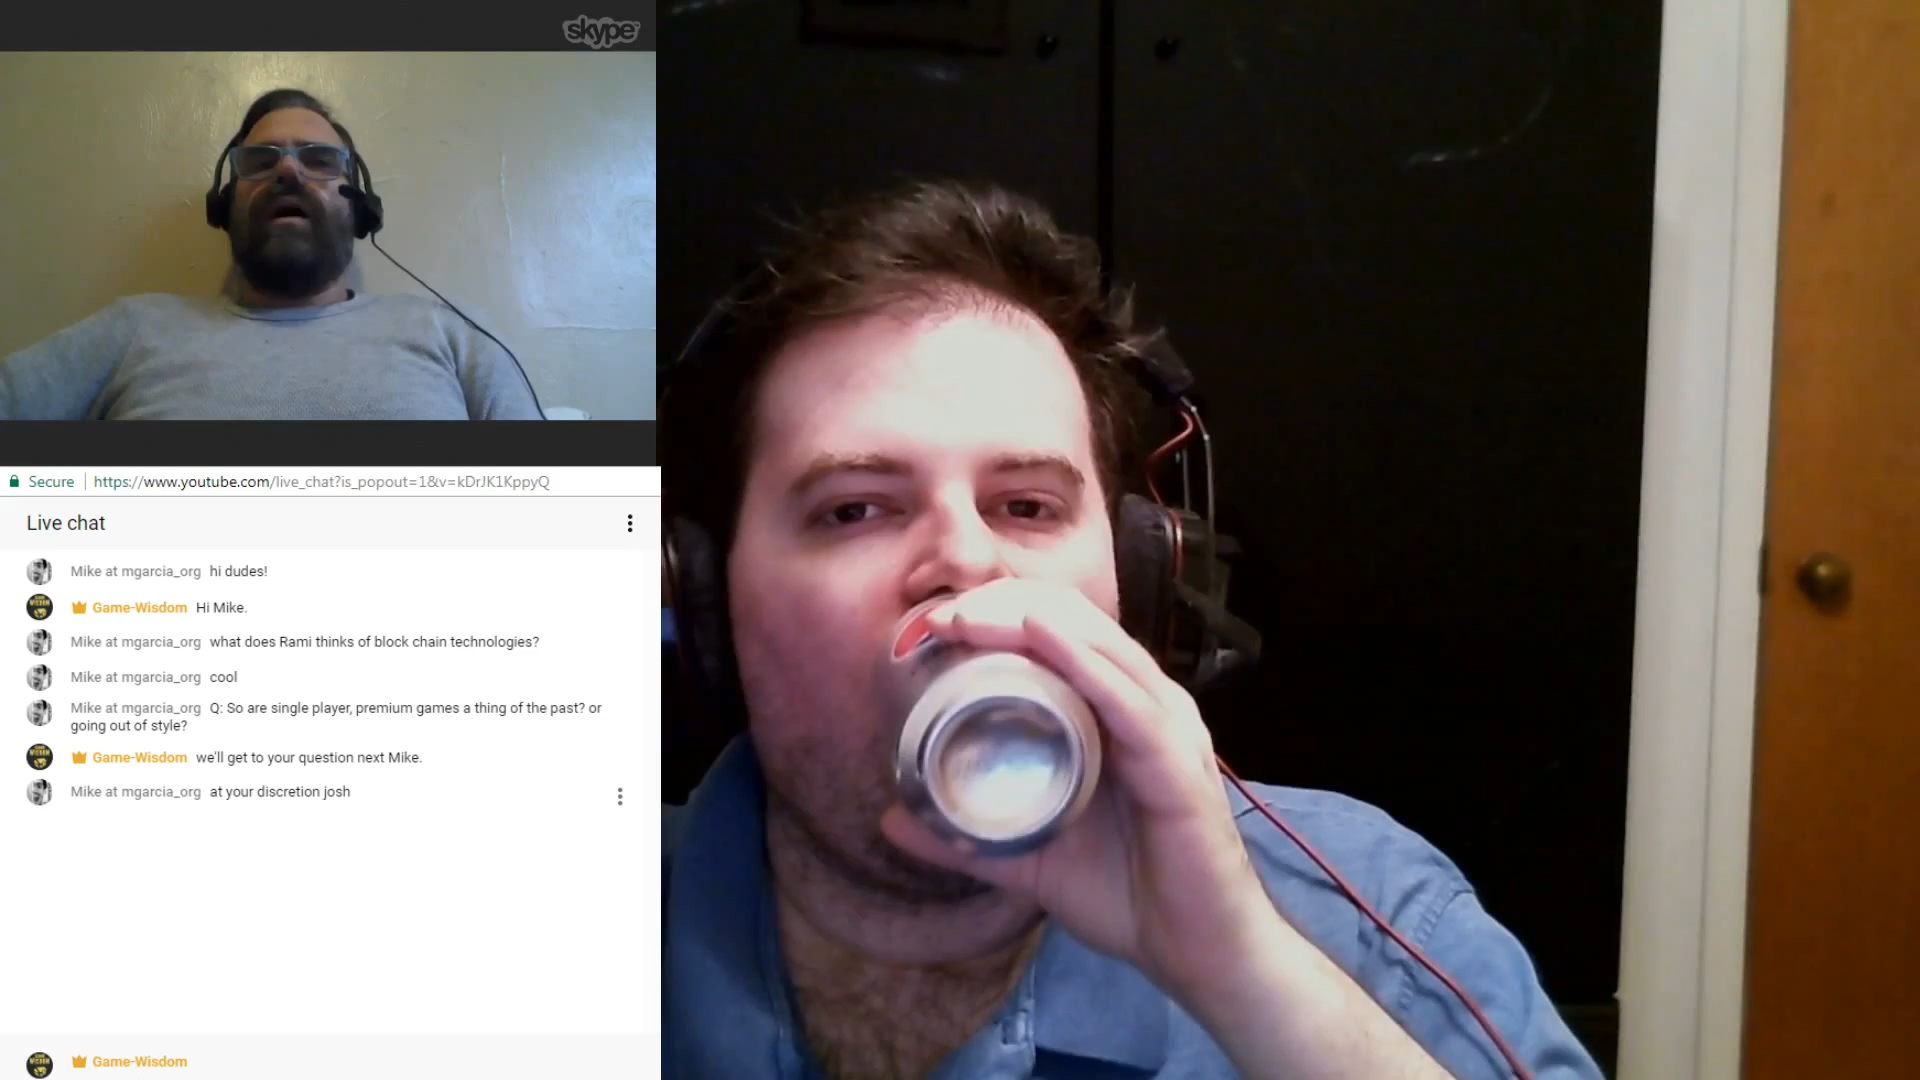 skype
Secure https://www.youtube.com/live_chat?is_popout=1&v=kDrJK1KppyQ
Live chat
Mike at mgarcia_org hi dudes!
Game-Wisdom Hi Mike.
Mike at mgarcia_org what does Rami thinks of block chain technologies?
Mike at mgarcia_org cool
Mike at mgarcia_org Q: So are single player, premium games a thing of the past? or
going out of style?
Game-Wisdom we'll get to your question next Mike.
Mike at mgarcia_org at your discretion josh
Game-Wisdom